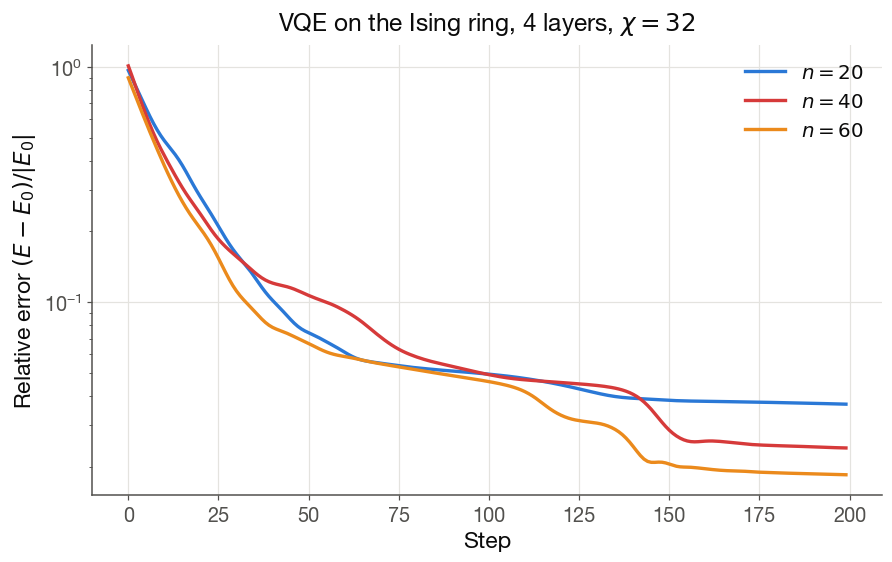 VQE on the Ising ring, 4 layers, χ = 32
n = 20
n = 40
n = 60
10⁰
10⁻¹
Relative error (E − E₀)/|E₀|
0 25 50 75 100 125 150 175 200
Step